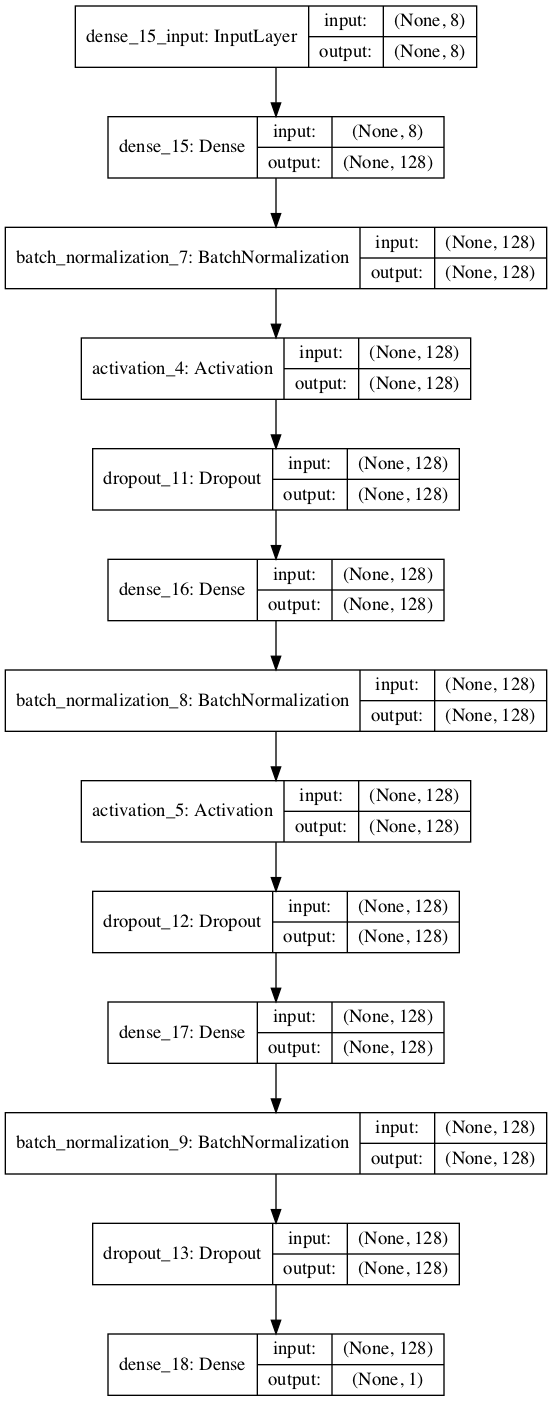 dense_15_input: InputLayer
input: (None, 8)
output: (None, 8)
dense_15: Dense
input: (None, 8)
output: (None, 128)
batch_normalization_7: BatchNormalization
input: (None, 128)
output: (None, 128)
activation_4: Activation
input: (None, 128)
output: (None, 128)
dropout_11: Dropout
input: (None, 128)
output: (None, 128)
dense_16: Dense
input: (None, 128)
output: (None, 128)
batch_normalization_8: BatchNormalization
input: (None, 128)
output: (None, 128)
activation_5: Activation
input: (None, 128)
output: (None, 128)
dropout_12: Dropout
input: (None, 128)
output: (None, 128)
dense_17: Dense
input: (None, 128)
output: (None, 128)
batch_normalization_9: BatchNormalization
input: (None, 128)
output: (None, 128)
dropout_13: Dropout
input: (None, 128)
output: (None, 128)
dense_18: Dense
input: (None, 128)
output: (None, 1)